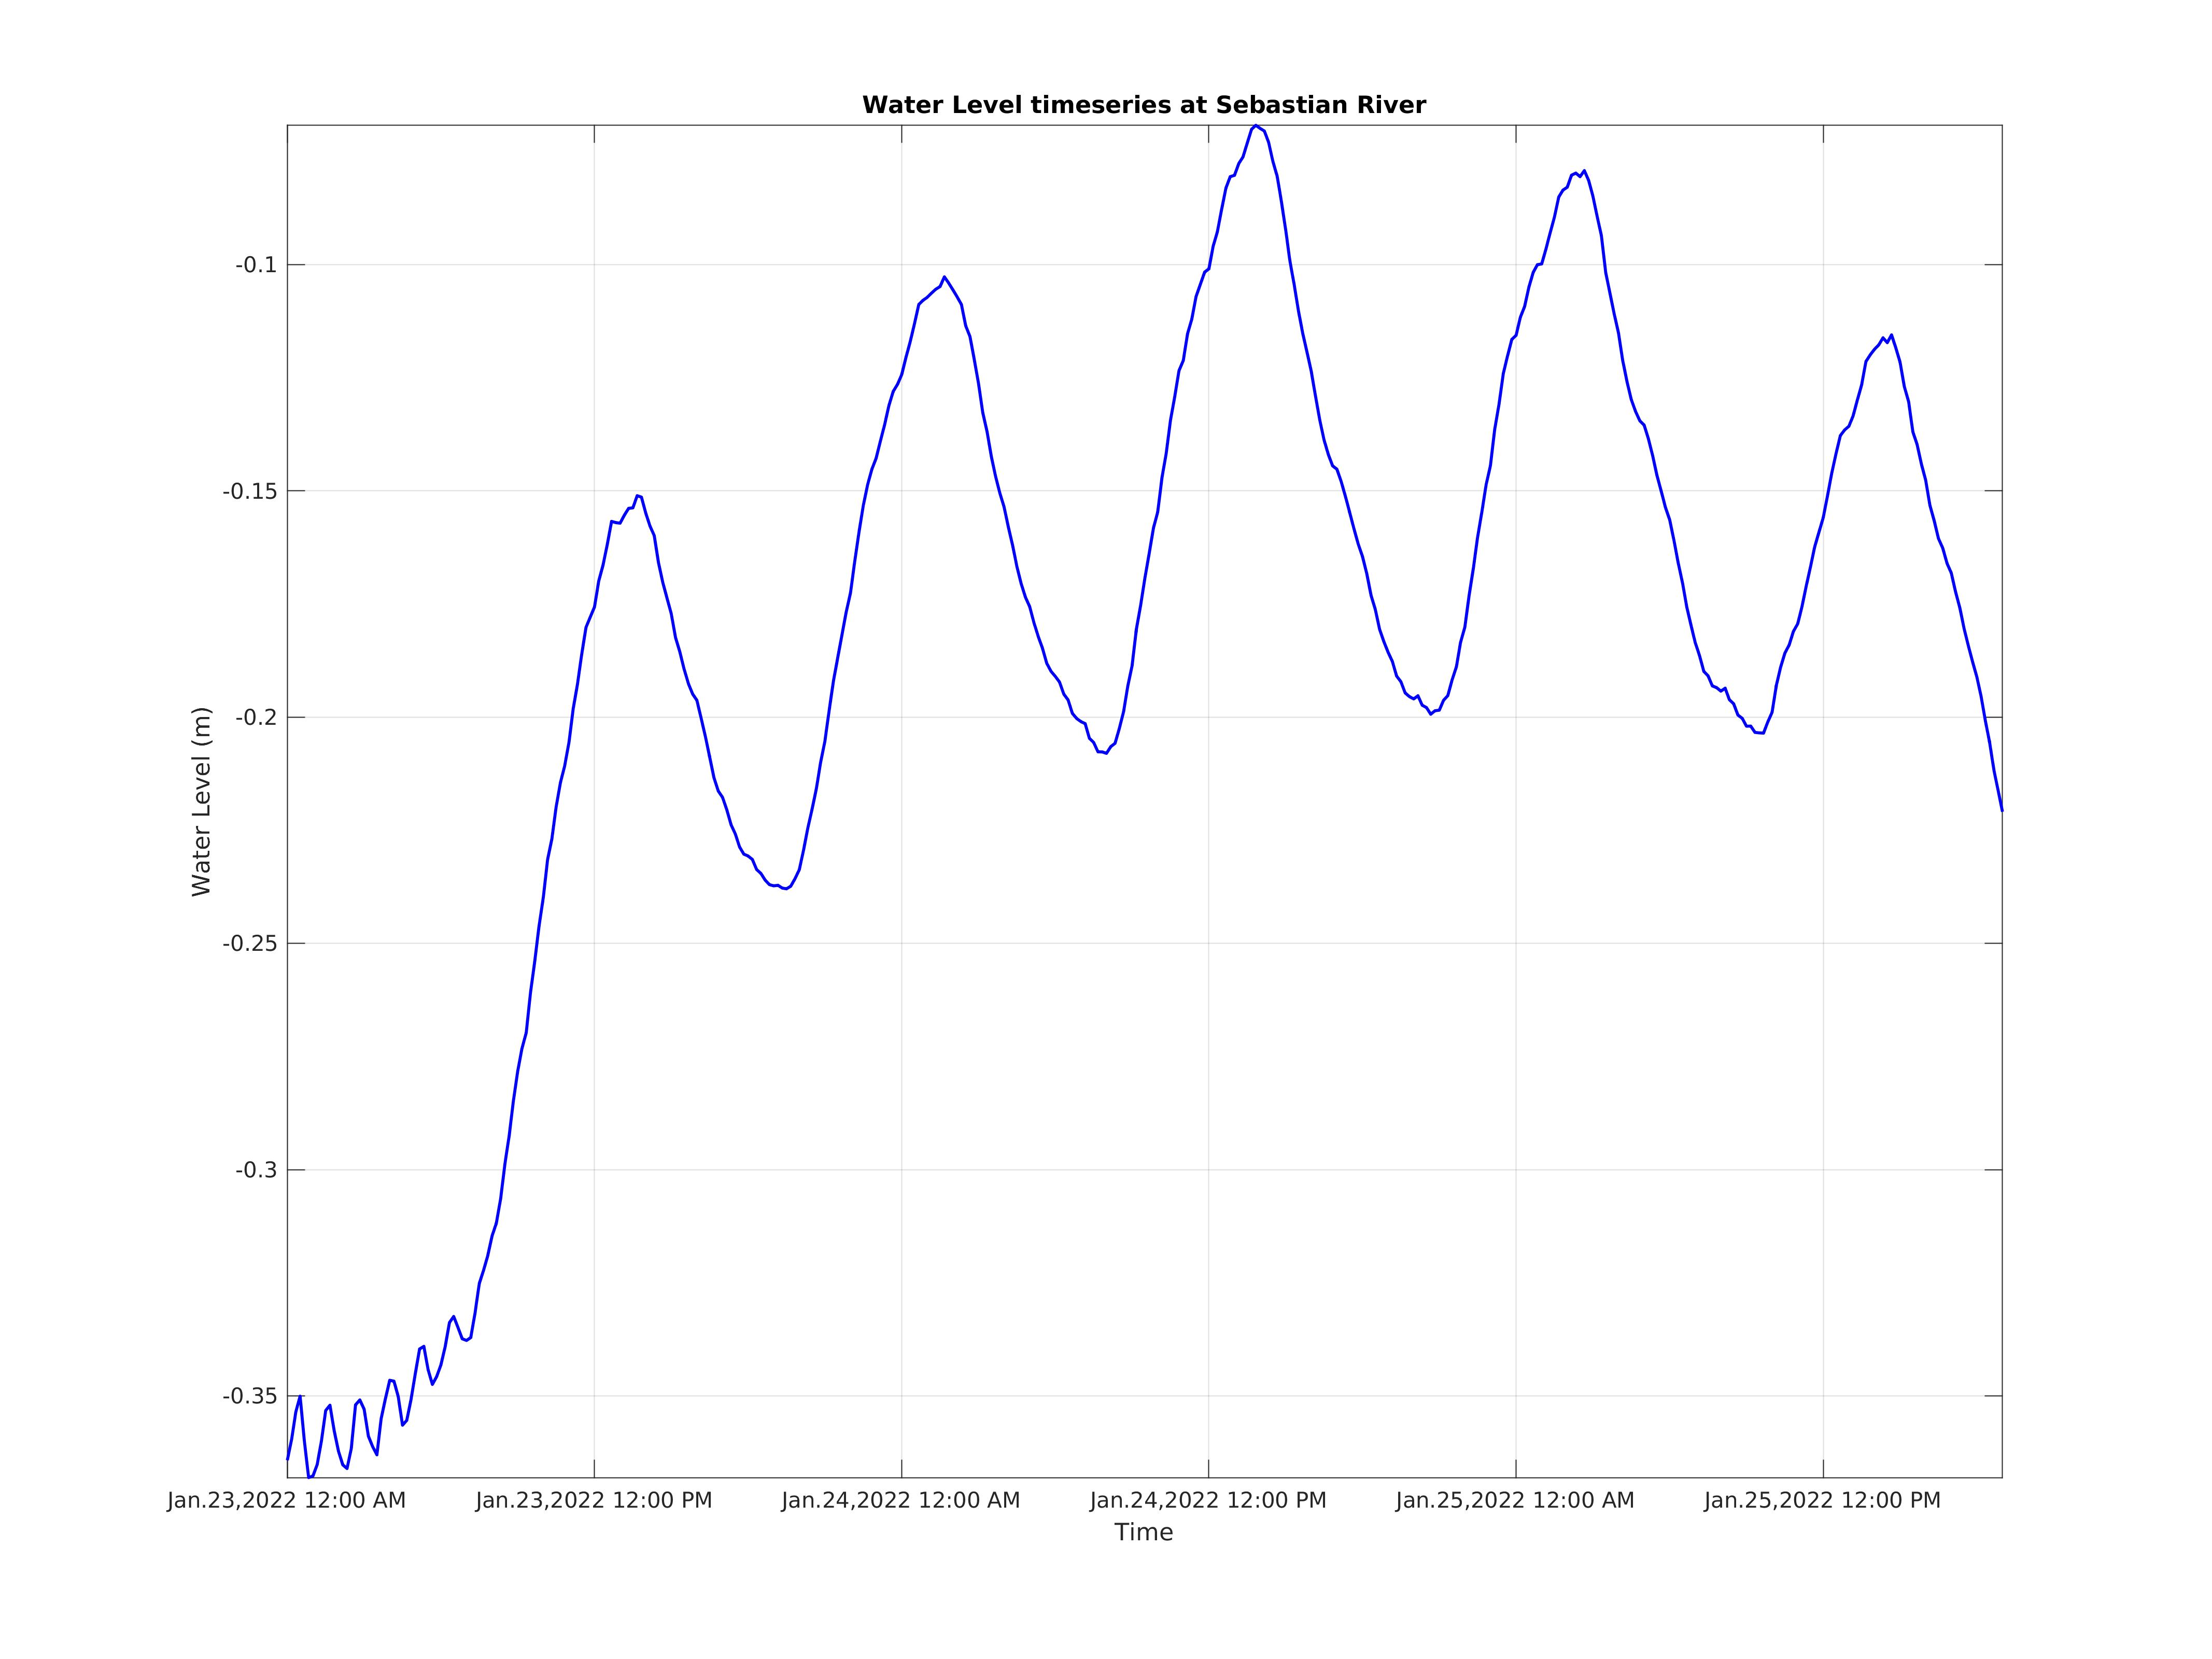 Water Level timeseries at Sebastian River
-0.1
-0.15
-0.2
-0.25
-0.3
-0.35
Water Level (m)
Jan.23,2022 12:00 AM
Jan.23,2022 12:00 PM
Jan.24,2022 12:00 AM
Jan.24,2022 12:00 PM
Jan.25,2022 12:00 AM
Jan.25,2022 12:00 PM
Time